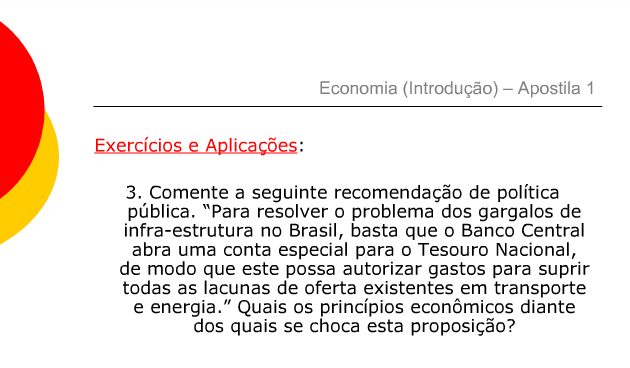 Economia (Introdução) – Apostila 1
Exercícios e Aplicações:
3. Comente a seguinte recomendação de política
pública. “Para resolver o problema dos gargalos de
infra-estrutura no Brasil, basta que o Banco Central
abra uma conta especial para o Tesouro Nacional,
de modo que este possa autorizar gastos para suprir
todas as lacunas de oferta existentes em transporte
e energia.” Quais os princípios econômicos diante
dos quais se choca esta proposição?